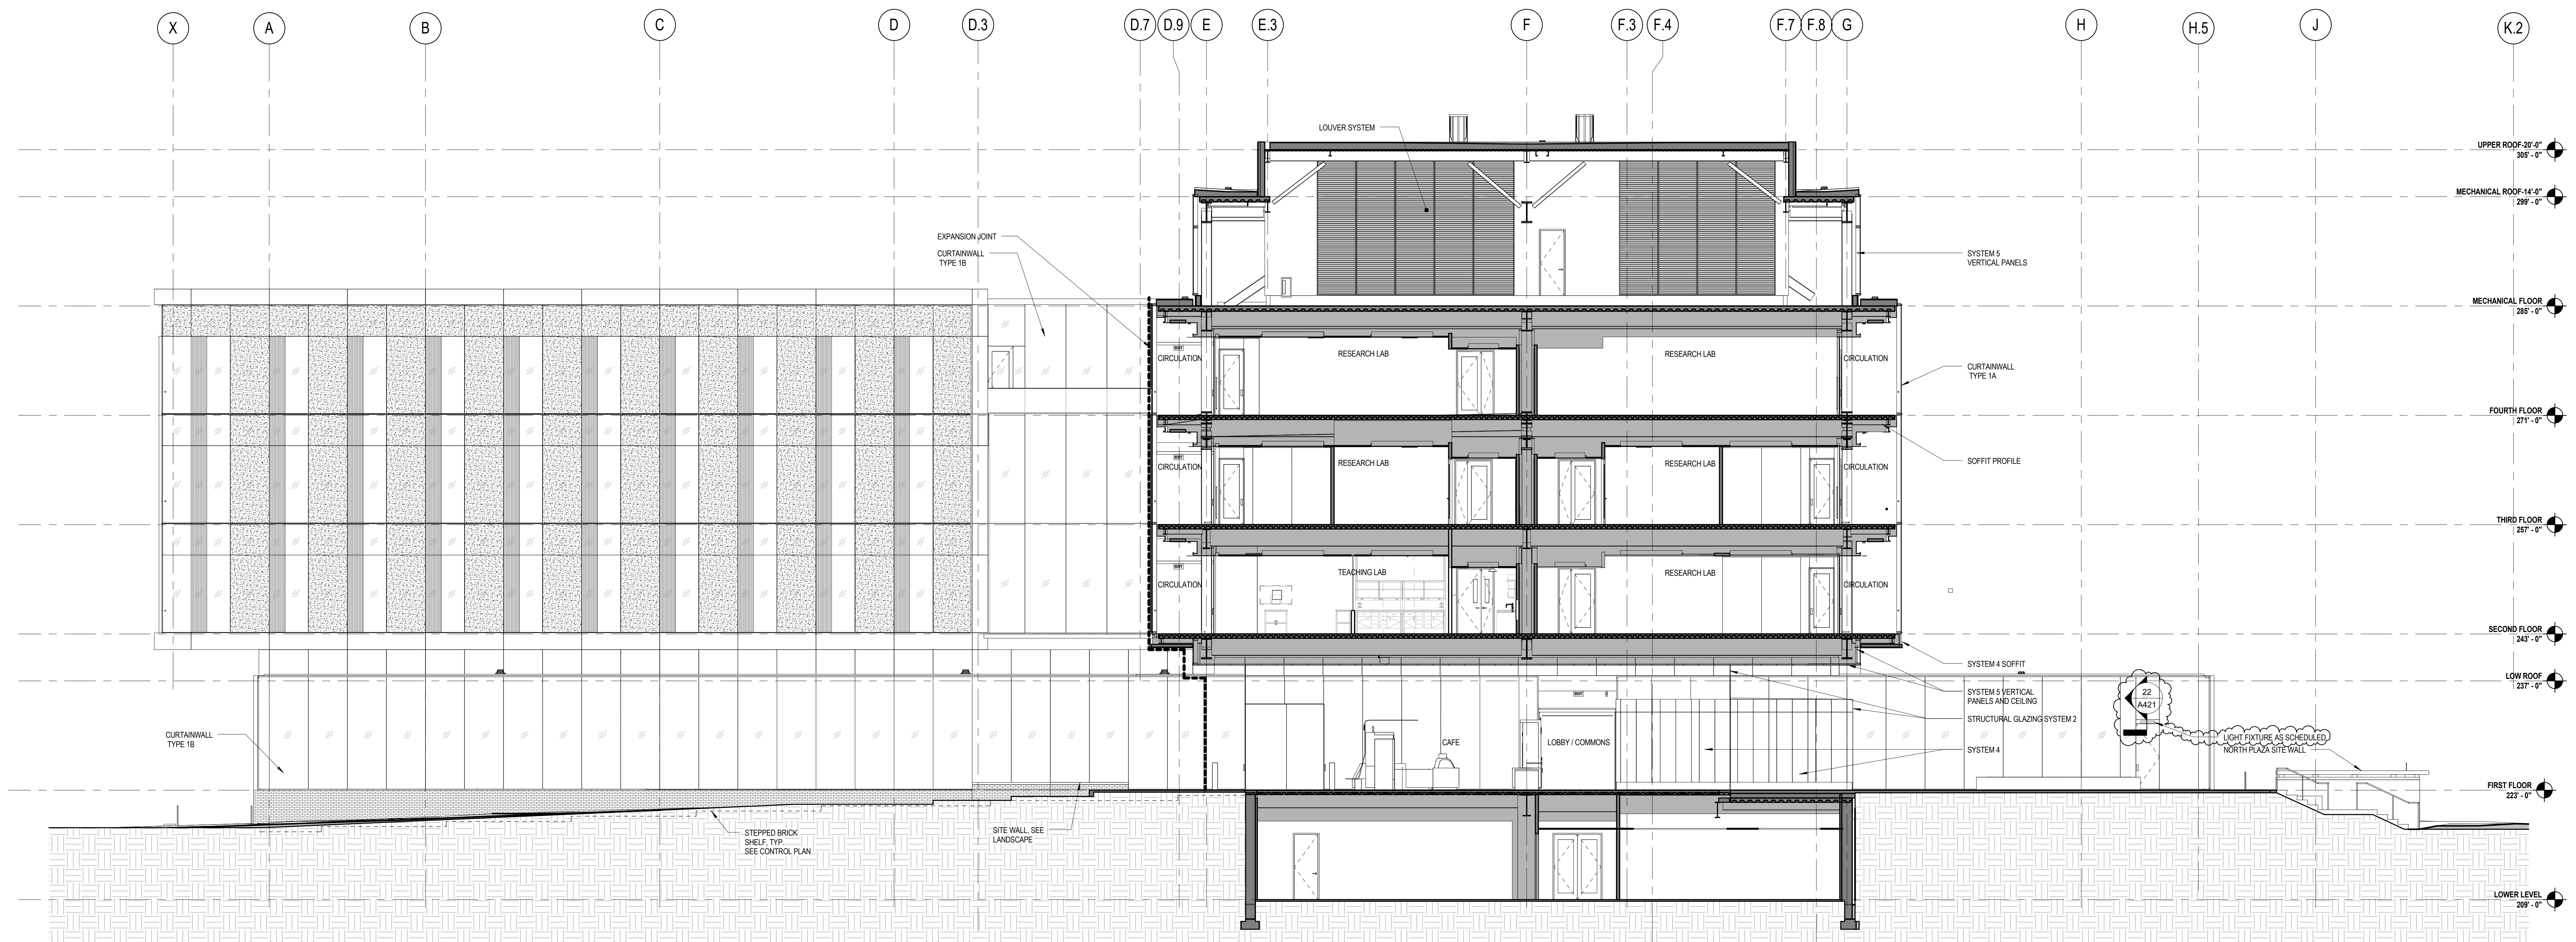 X
A
B
C
D
D.3
D.7
D.9
E
E.3
F
F.3
F.4
F.7
F.8
G
H
H.5
J
K.2
LOUVER SYSTEM
UPPER ROOF-20'-0"
305' - 0"
MECHANICAL ROOF-14'-0"
299' - 0"
EXPANSION JOINT
CURTAINWALL
TYPE 1B
SYSTEM 5
VERTICAL PANELS
MECHANICAL FLOOR
285' - 0"
EXIT
CIRCULATION
RESEARCH LAB
RESEARCH LAB
CIRCULATION
CURTAINWALL
TYPE 1A
FOURTH FLOOR
271' - 0"
EXIT
CIRCULATION
RESEARCH LAB
RESEARCH LAB
CIRCULATION
SOFFIT PROFILE
THIRD FLOOR
257' - 0"
EXIT
CIRCULATION
TEACHING LAB
RESEARCH LAB
CIRCULATION
SECOND FLOOR
243' - 0"
SYSTEM 4 SOFFIT
LOW ROOF
237' - 0"
SYSTEM 5 VERTICAL
PANELS AND CEILING
EXIT
22
A421
STRUCTURAL GLAZING SYSTEM 2
CURTAINWALL
TYPE 1B
CAFE
LOBBY / COMMONS
SYSTEM 4
LIGHT FIXTURE AS SCHEDULED
NORTH PLAZA SITE WALL
FIRST FLOOR
223' - 0"
STEPPED BRICK
SHELF, TYP.
SEE CONTROL PLAN
SITE WALL, SEE
LANDSCAPE
LOWER LEVEL
209' - 0"